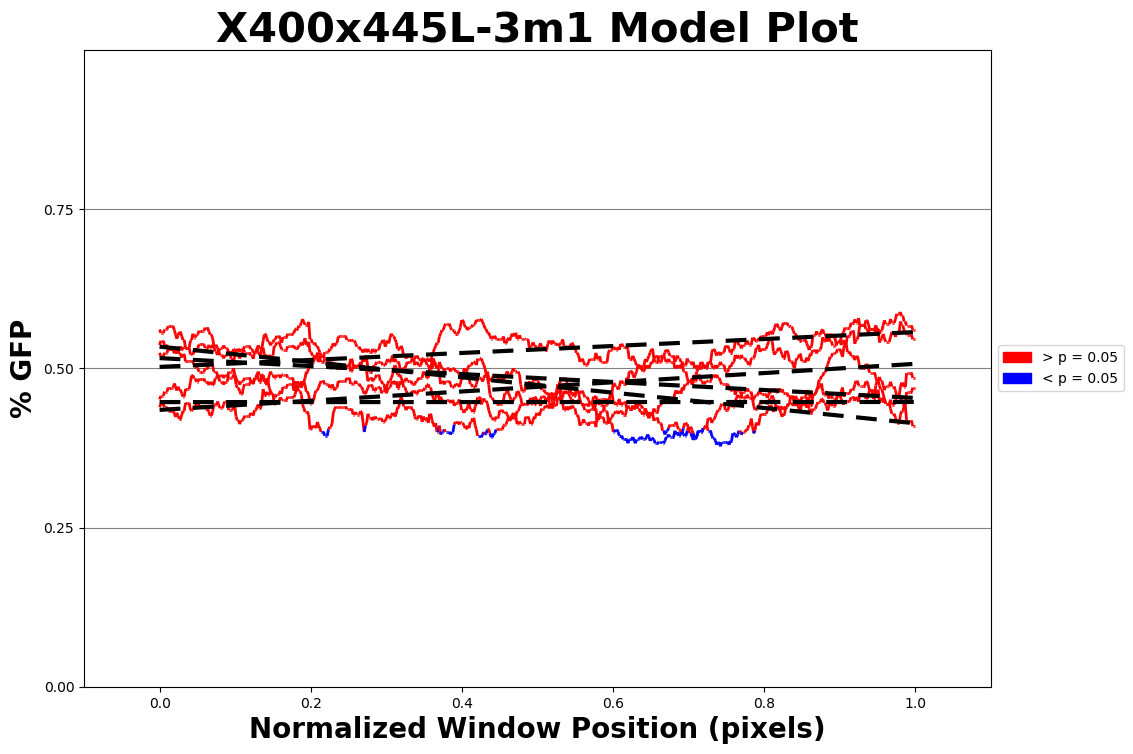 X400x445L-3m1 Model Plot
% GFP
0.75
0.50
0.25
0.00
0.0 0.2 0.4 0.6 0.8 1.0
Normalized Window Position (pixels)
> p = 0.05
< p = 0.05